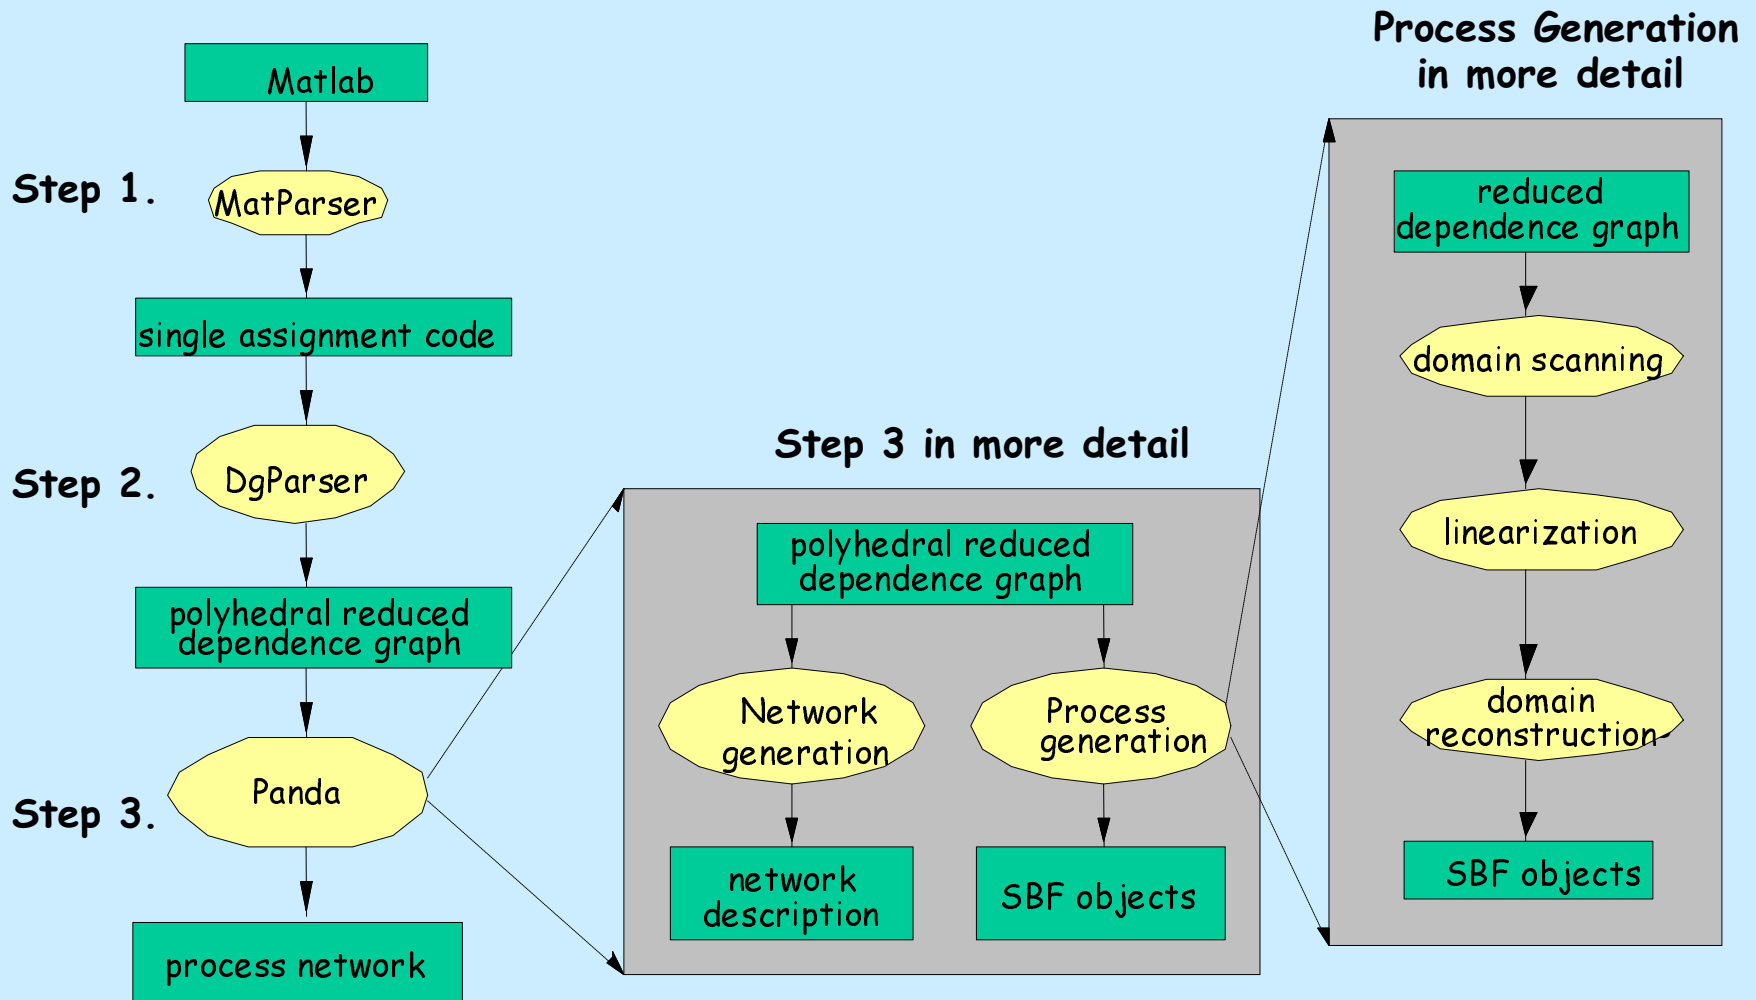 Matlab
Step 1.
MatParser
single assignment code
Step 2.
DgParser
polyhedral reduced
dependence graph
Step 3.
Panda
process network
Step 3 in more detail
polyhedral reduced
dependence graph
Network
generation
Process
generation
network
description
SBF objects
Process Generation
in more detail
reduced
dependence graph
domain scanning
linearization
domain
reconstruction
SBF objects